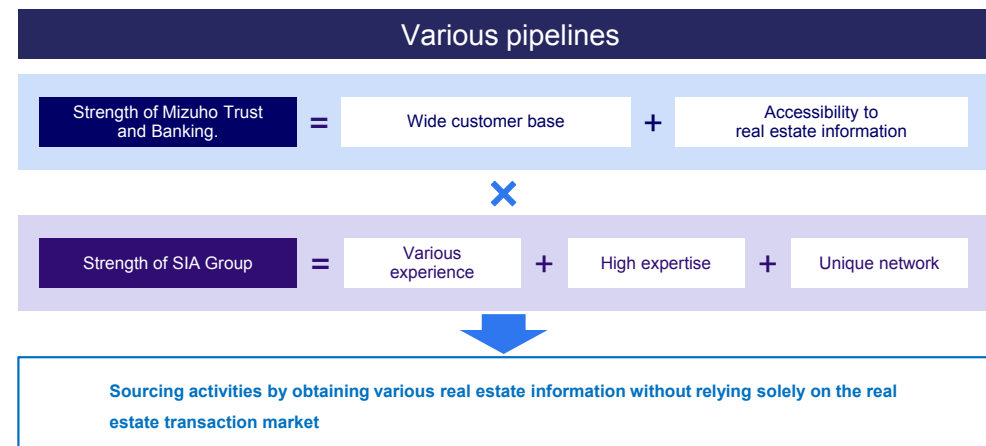 Various pipelines
Strength of Mizuho Trust
and Banking.
=
Wide customer base
+
Accessibility to
real estate information
×
Strength of SIA Group
=
Various
experience
+
High expertise
+
Unique network
Sourcing activities by obtaining various real estate information without relying solely on the real
estate transaction market